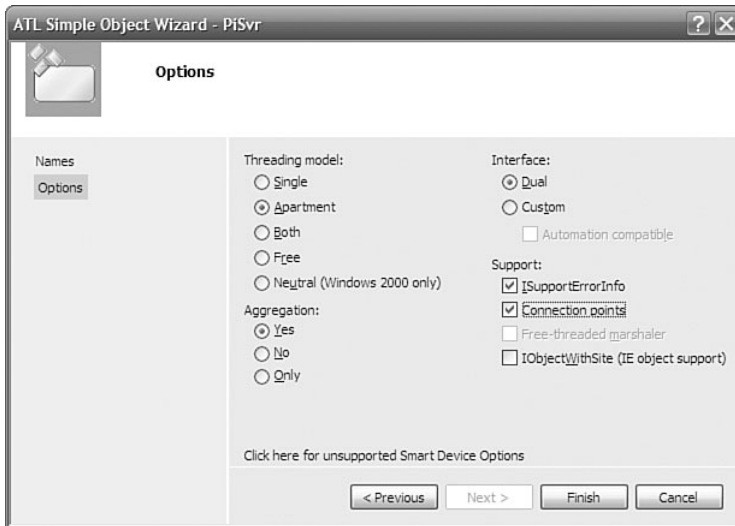 ATL Simple Object Wizard - PiSvr
Options
Names
Options
Threading model:
Single
Apartment
Both
Free
Neutral (Windows 2000 only)
Aggregation:
Yes
No
Only
Interface:
Dual
Custom
Automation compatible
Support:
ISupportErrorInfo
Connection points
Free-threaded marshaler
IObjectWithSite (IE object support)
Click here for unsupported Smart Device Options
< Previous
Next >
Finish
Cancel